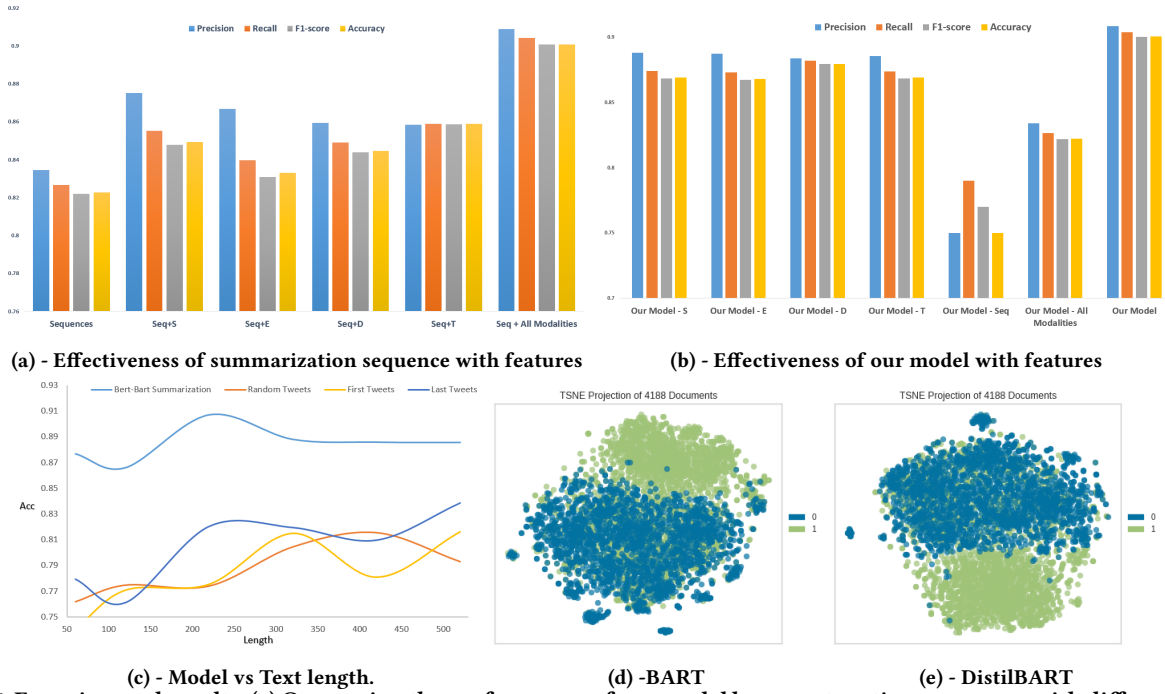 0.92
0.9
0.88
0.86
0.84
0.82
0.8
0.78
0.76
Precision Recall F1-score Accuracy
Sequences Seq+S Seq+E Seq+D Seq+T Seq + All Modalities
(a) - Effectiveness of summarization sequence with features
0.9
0.85
0.8
0.75
0.7
Precision Recall F1-score Accuracy
Our Model - S Our Model - E Our Model - D Our Model - T Our Model - Seq Our Model - All Our Model
Modalities
(b) - Effectiveness of our model with features
0.93
0.91
0.89
0.87
0.85
0.83
0.81
0.79
0.77
0.75
Acc
Bert-Bart Summarization Random Tweets First Tweets Last Tweets
50 100 150 200 250 300 350 400 450 500
Length
(c) - Model vs Text length.
TSNE Projection of 4188 Documents
0
1
(d) -BART
TSNE Projection of 4188 Documents
0
1
(e) - DistilBART